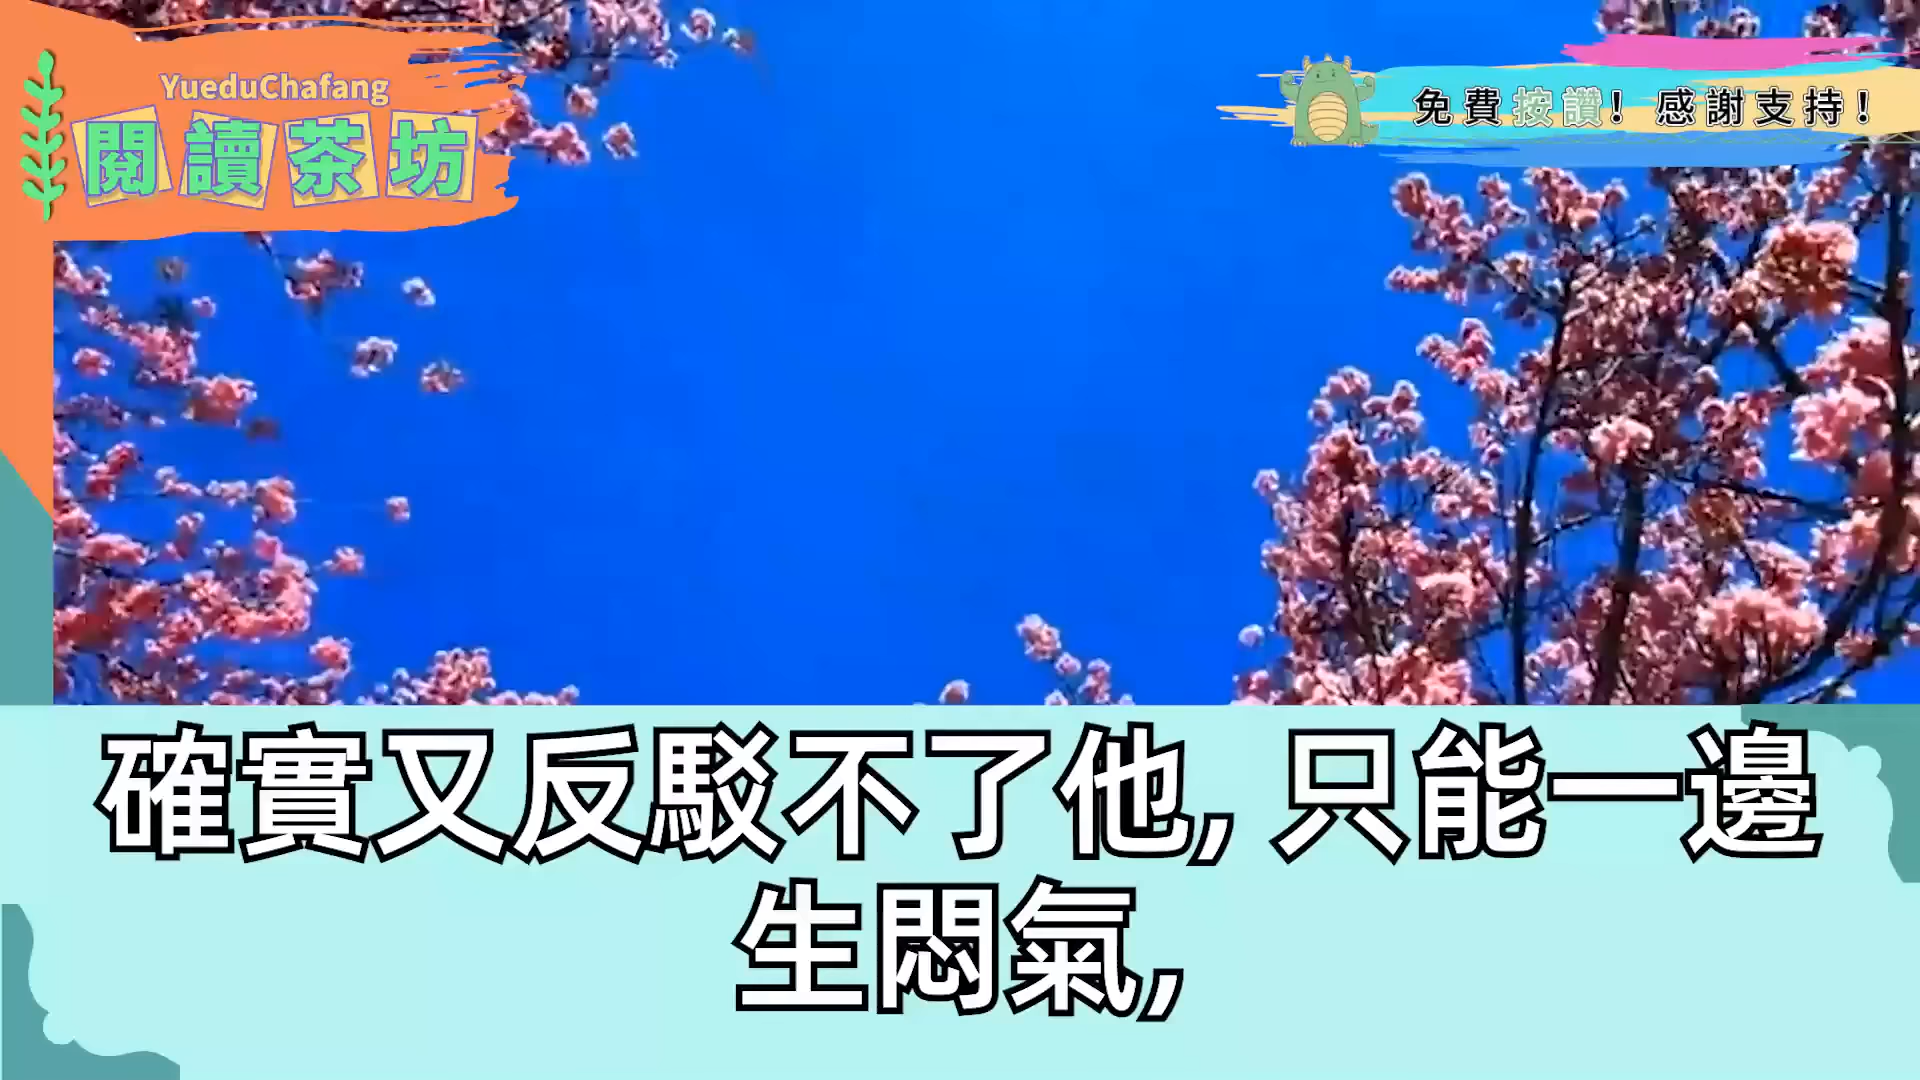 YueduChafang
閱讀茶坊
免費按讚!感謝支持!
確實又反駁不了他,只能一邊
生悶氣,